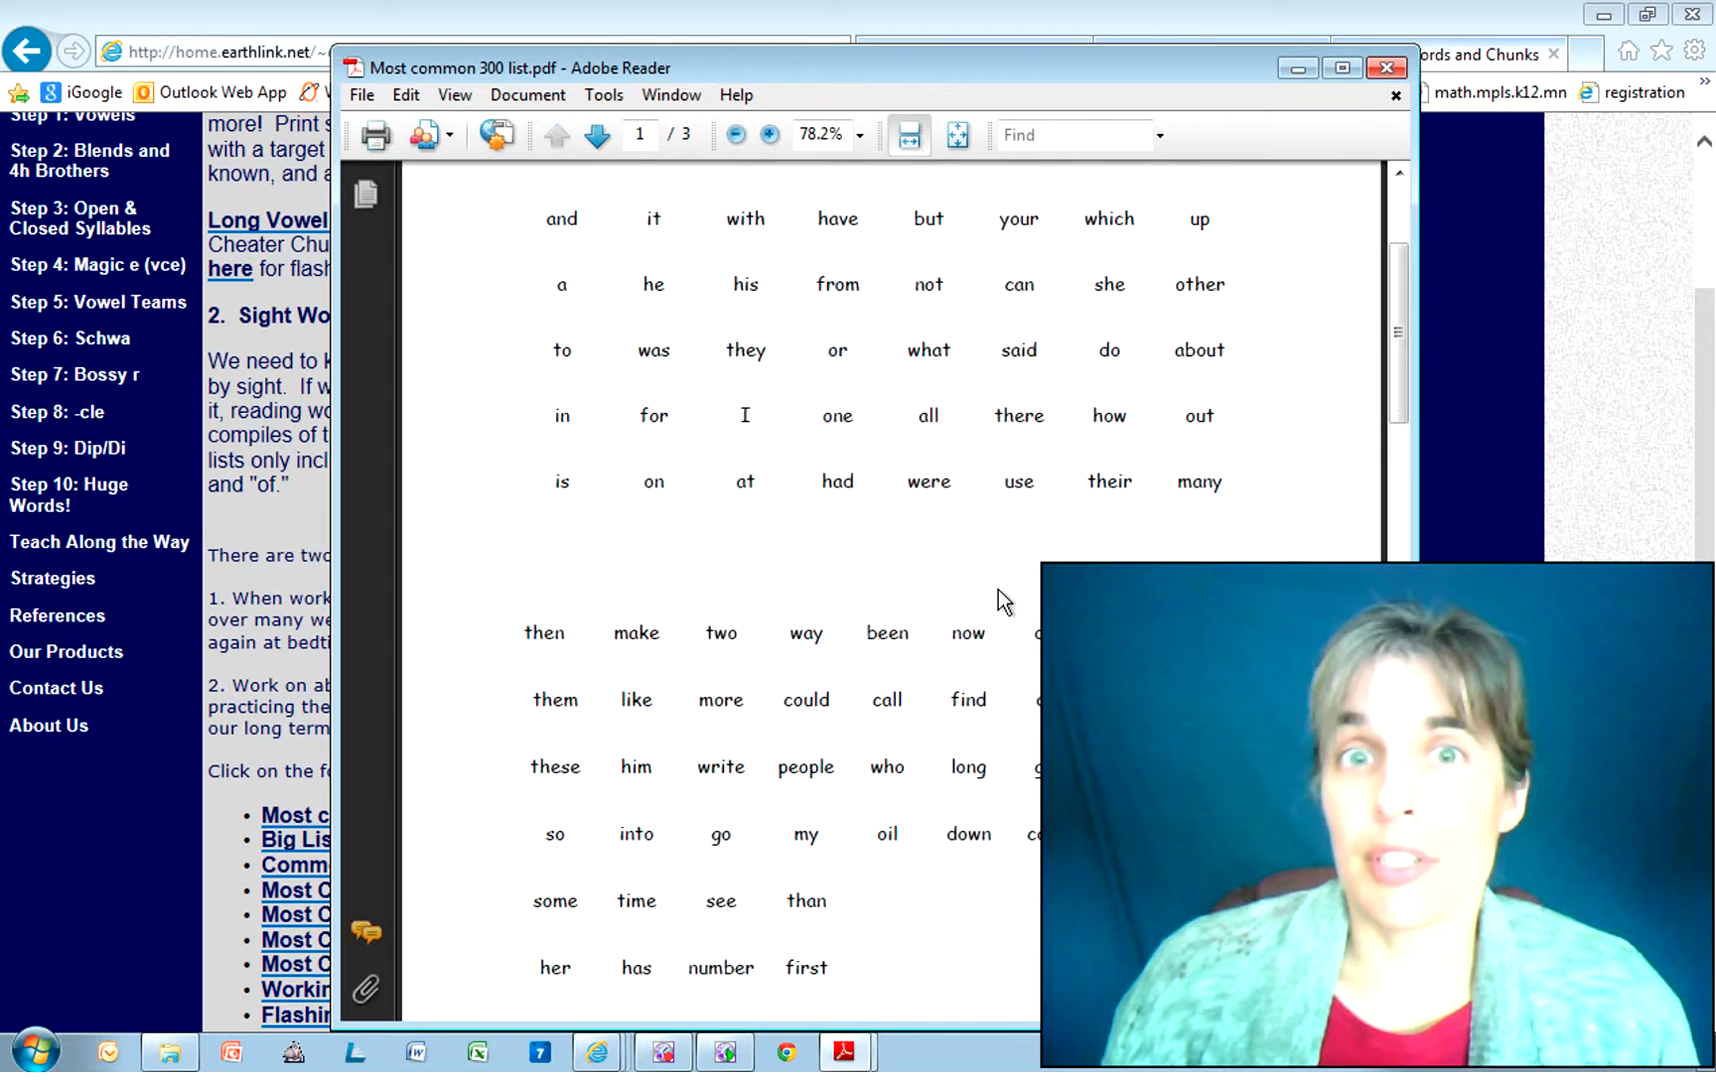 http://home.earthlink.net/~
ords and Chunks
iGoogle
Outlook Web App
math.mpls.k12.mn
registration
Most common 300 list.pdf - Adobe Reader
File Edit View Document Tools Window Help
1 / 3
78.2%
Find
Step 1: Vowels
Step 2: Blends and
4h Brothers
Step 3: Open &
Closed Syllables
Step 4: Magic e (vce)
Step 5: Vowel Teams
Step 6: Schwa
Step 7: Bossy r
Step 8: -cle
Step 9: Dip/Di
Step 10: Huge
Words!
Teach Along the Way
Strategies
References
Our Products
Contact Us
About Us
more! Print s
with a target
known, and a
Long Vowel
Cheater Chu
here for flash
2. Sight Wo
We need to k
by sight. If w
it, reading wo
compiles of t
lists only incl
and "of."
There are two
1. When work
over many we
again at bedti
2. Work on ab
practicing the
our long term
Click on the fo
• Most c
• Big Lis
• Comm
• Most C
• Most C
• Most C
• Most C
• Workin
• Flashin
and it with have but your which up
a he his from not can she other
to was they or what said do about
in for I one all there how out
is on at had were use their many
then make two way been now
them like more could call find
these him write people who long
so into go my oil down
some time see than
her has number first
7